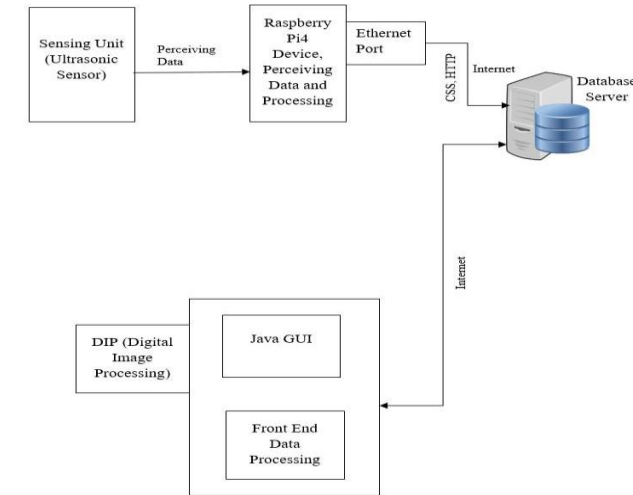 Sensing Unit
(Ultrasonic
Sensor)
Perceiving
Data
Raspberry
Pi4
Device,
Perceiving
Data and
Processing
Ethernet
Port
CSS, HTTP
Internet
Database
Server
Internet
DIP (Digital
Image
Processing)
Java GUI
Front End
Data
Processing